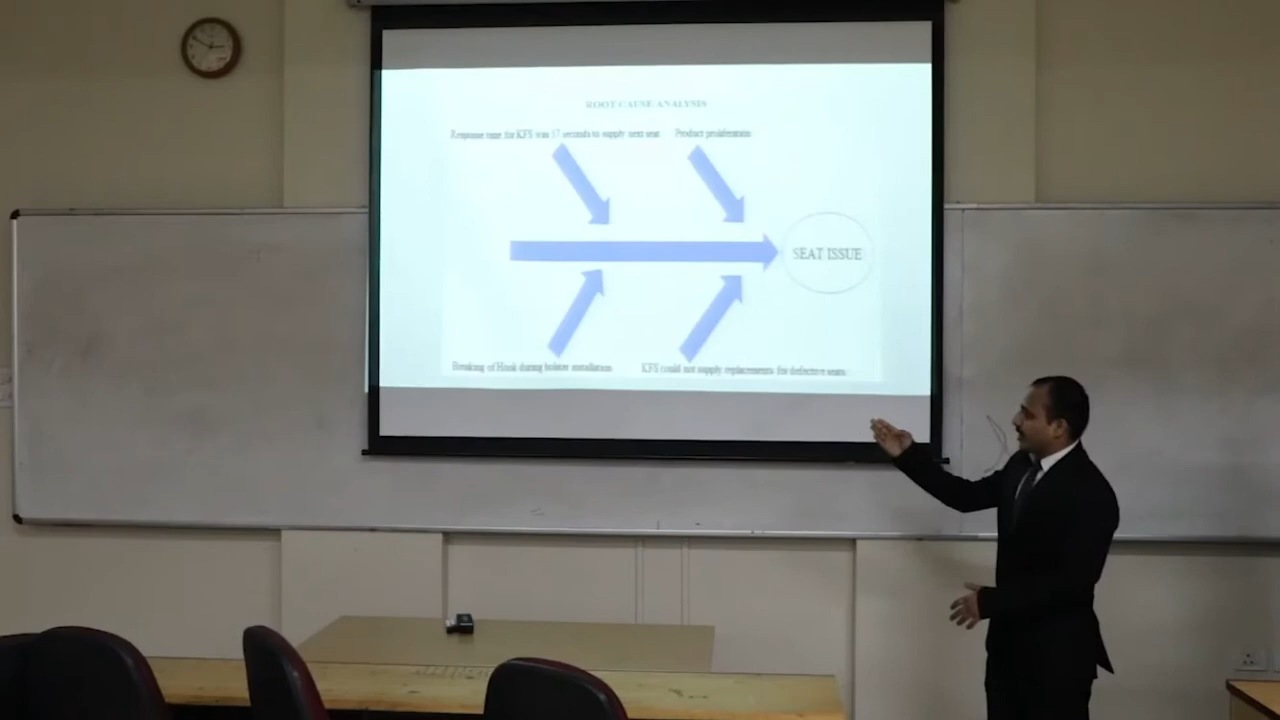 ROOT CAUSE ANALYSIS
Response time for KFS was 57 seconds to supply next seat
Product proliferation
SEAT ISSUE
Breaking of Hook during bolster installation
KFS could not supply replacements for defective seats